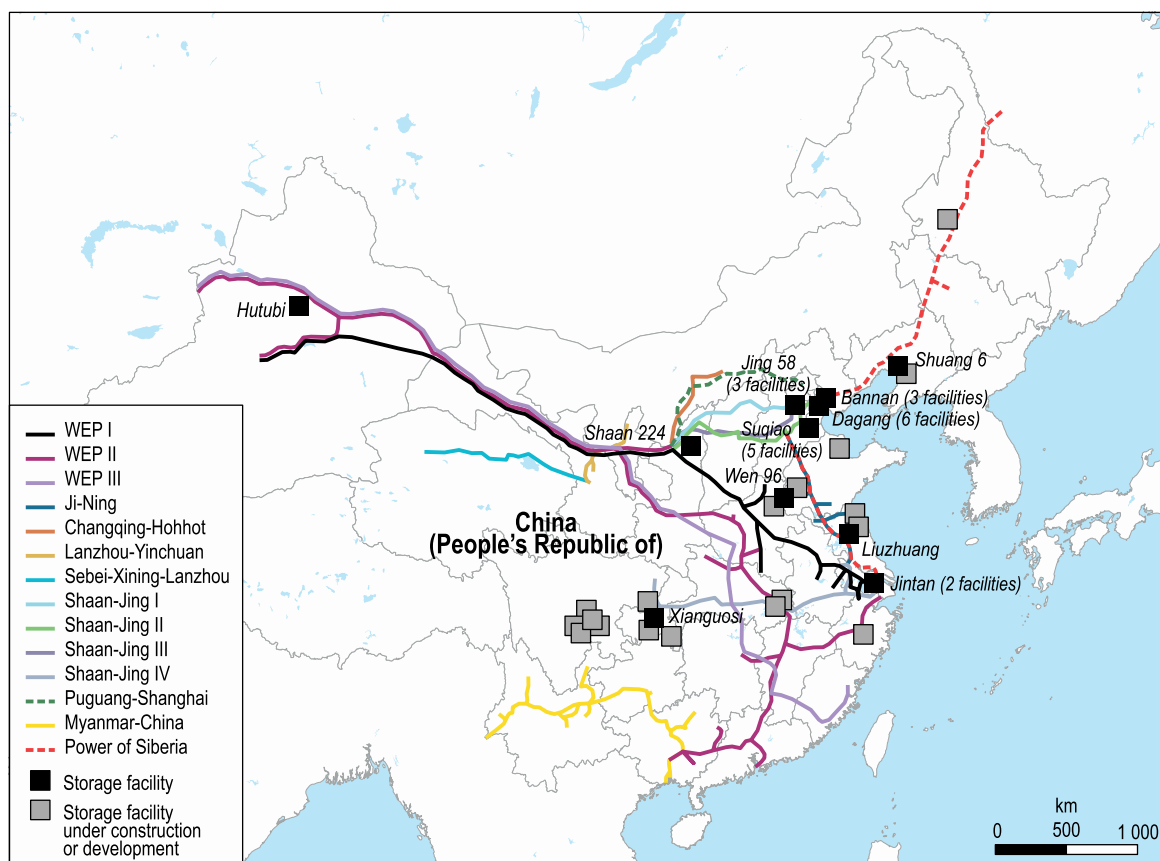 Hutubi
Jing 58
(3 facilities)
Shuang 6
Bannan (3 facilities)
Dagang (6 facilities)
Shaan 224
Suqiao
(5 facilities)
Wen 96
China
(People's Republic of)
Liuzhuang
Jintan (2 facilities)
Xianguosi
WEP I
WEP II
WEP III
Ji-Ning
Changqing-Hohhot
Lanzhou-Yinchuan
Sebei-Xining-Lanzhou
Shaan-Jing I
Shaan-Jing II
Shaan-Jing III
Shaan-Jing IV
Puguang-Shanghai
Myanmar-China
Power of Siberia
Storage facility
Storage facility
under construction
or development
km
0 500 1 000